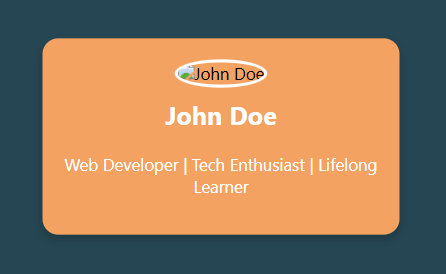 John Doe
John Doe
Web Developer | Tech Enthusiast | Lifelong
Learner